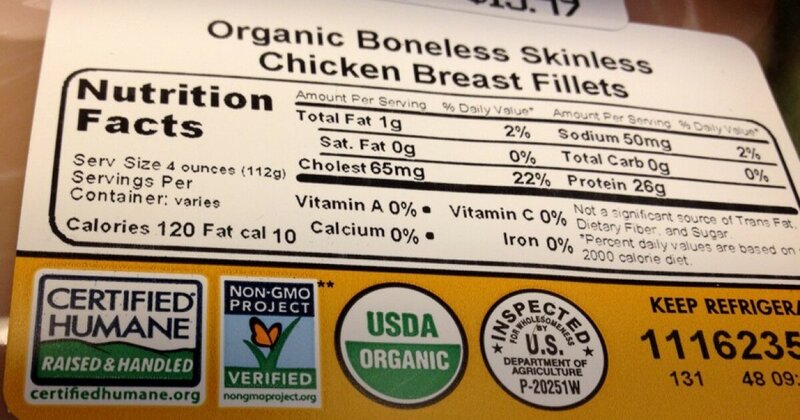 Organic Boneless Skinless
Chicken Breast Fillets
Nutrition
Facts
Serv Size 4 ounces (112g)
Servings Per
Container: varies
Calories 120 Fat cal 10
Amount Per Serving % Daily Value*
Total Fat 1g 2%
Sat. Fat 0g 0%
Cholest 65mg 22%
Amount Per Serving % Daily Value*
Sodium 50mg 2%
Total Carb 0g 0%
Protein 26g
Vitamin A 0% • Vitamin C 0%
Calcium 0% • Iron 0%
Not a significant source of Trans Fat,
Dietary Fiber, and Sugar.
*Percent daily values are based on
2000 calorie diet.
CERTIFIED
HUMANE
RAISED & HANDLED
certifiedhumane.org
NON-GMO
PROJECT
VERIFIED
nongmoproject.org
**
USDA
ORGANIC
INSPECTED
FOR WHOLESOMENESS
BY
U.S.
DEPARTMENT OF
AGRICULTURE
P-20251W
KEEP REFRIGERA
1116235
131 48 09: